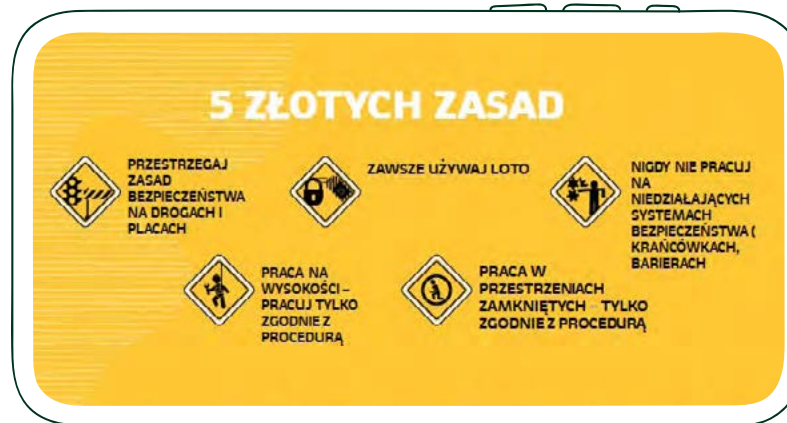 5 ZŁOTYCH ZASAD
PRZESTRZEGAJ
ZASAD
BEZPIECZEŃSTWA
NA DROGACH I
PLACACH
ZAWSZE UŻYWAJ LOTO
NIGDY NIE PRACUJ
NA
NIEDZIAŁAJĄCYCH
SYSTEMACH
BEZPIECZEŃSTWA (
KRAŃCÓWKACH,
BARIERACH
PRACA NA
WYSOKOŚCI –
PRACUJ TYLKO
ZGODNIE Z
PROCEDURĄ
PRACA W
PRZESTRZENIACH
ZAMKNIĘTYCH – TYLKO
ZGODNIE Z PROCEDURĄ